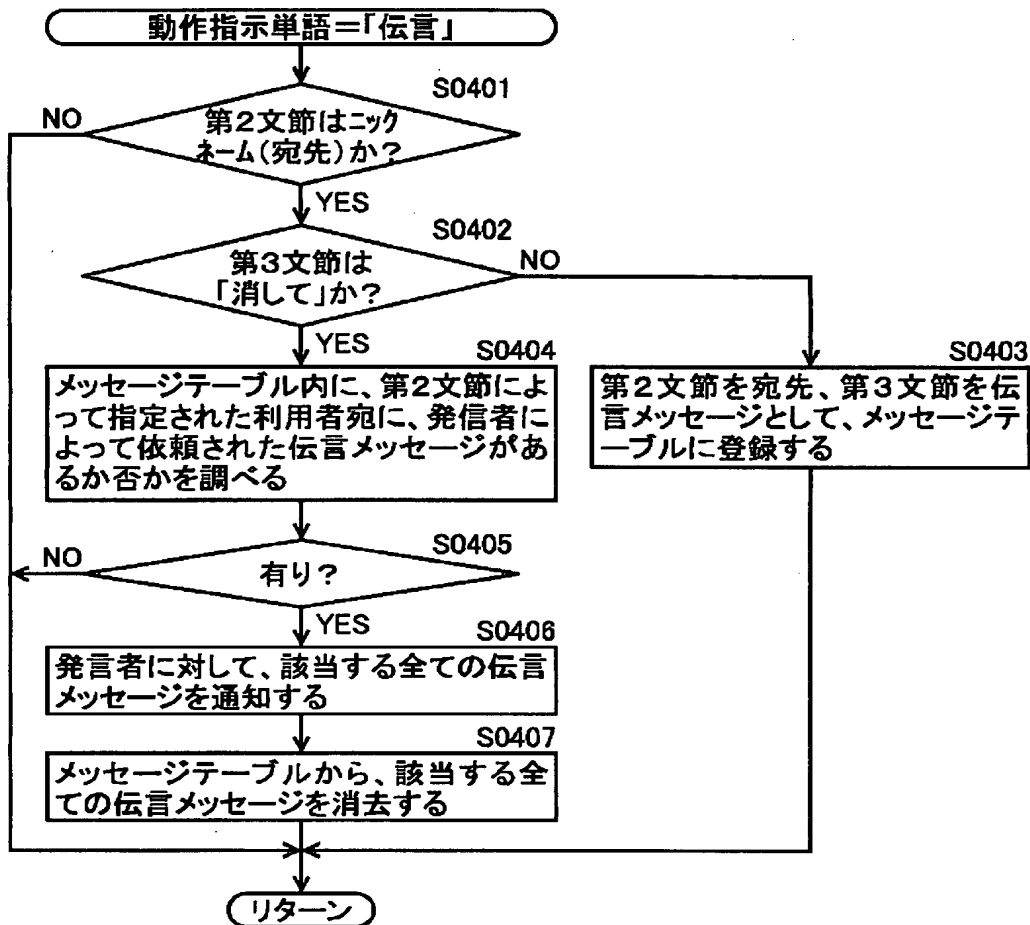 動作指示単語＝「伝言」
S0401
NO
第２文節はニック
ネーム（宛先）か？
YES
S0402
第３文節は
「消して」か？
NO
YES
S0404
メッセージテーブル内に、第２文節によ
って指定された利用者宛に、発信者に
よって依頼された伝言メッセージがあ
るか否かを調べる
S0403
第２文節を宛先、第３文節を伝
言メッセージとして、メッセージテ
ーブルに登録する
S0405
NO
有り？
YES
S0406
発言者に対して、該当する全ての伝言
メッセージを通知する
S0407
メッセージテーブルから、該当する全
ての伝言メッセージを消去する
リターン